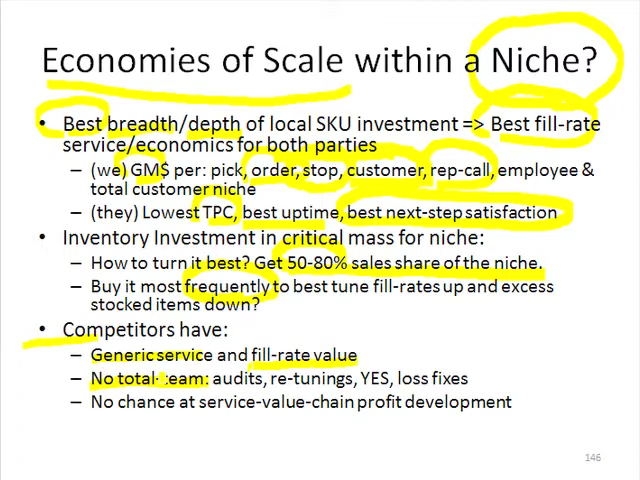 Economies of Scale within a Niche?
• Best breadth/depth of local SKU investment => Best fill-rate
service/economics for both parties
– (we) GM$ per: pick, order, stop, customer, rep-call, employee &
total customer niche
– (they) Lowest TPC, best uptime, best next-step satisfaction
• Inventory Investment in critical mass for niche:
– How to turn it best? Get 50-80% sales share of the niche.
– Buy it most frequently to best tune fill-rates up and excess
stocked items down?
• Competitors have:
– Generic service and fill-rate value
– No total team: audits, re-tunings, YES, loss fixes
– No chance at service-value-chain profit development
146